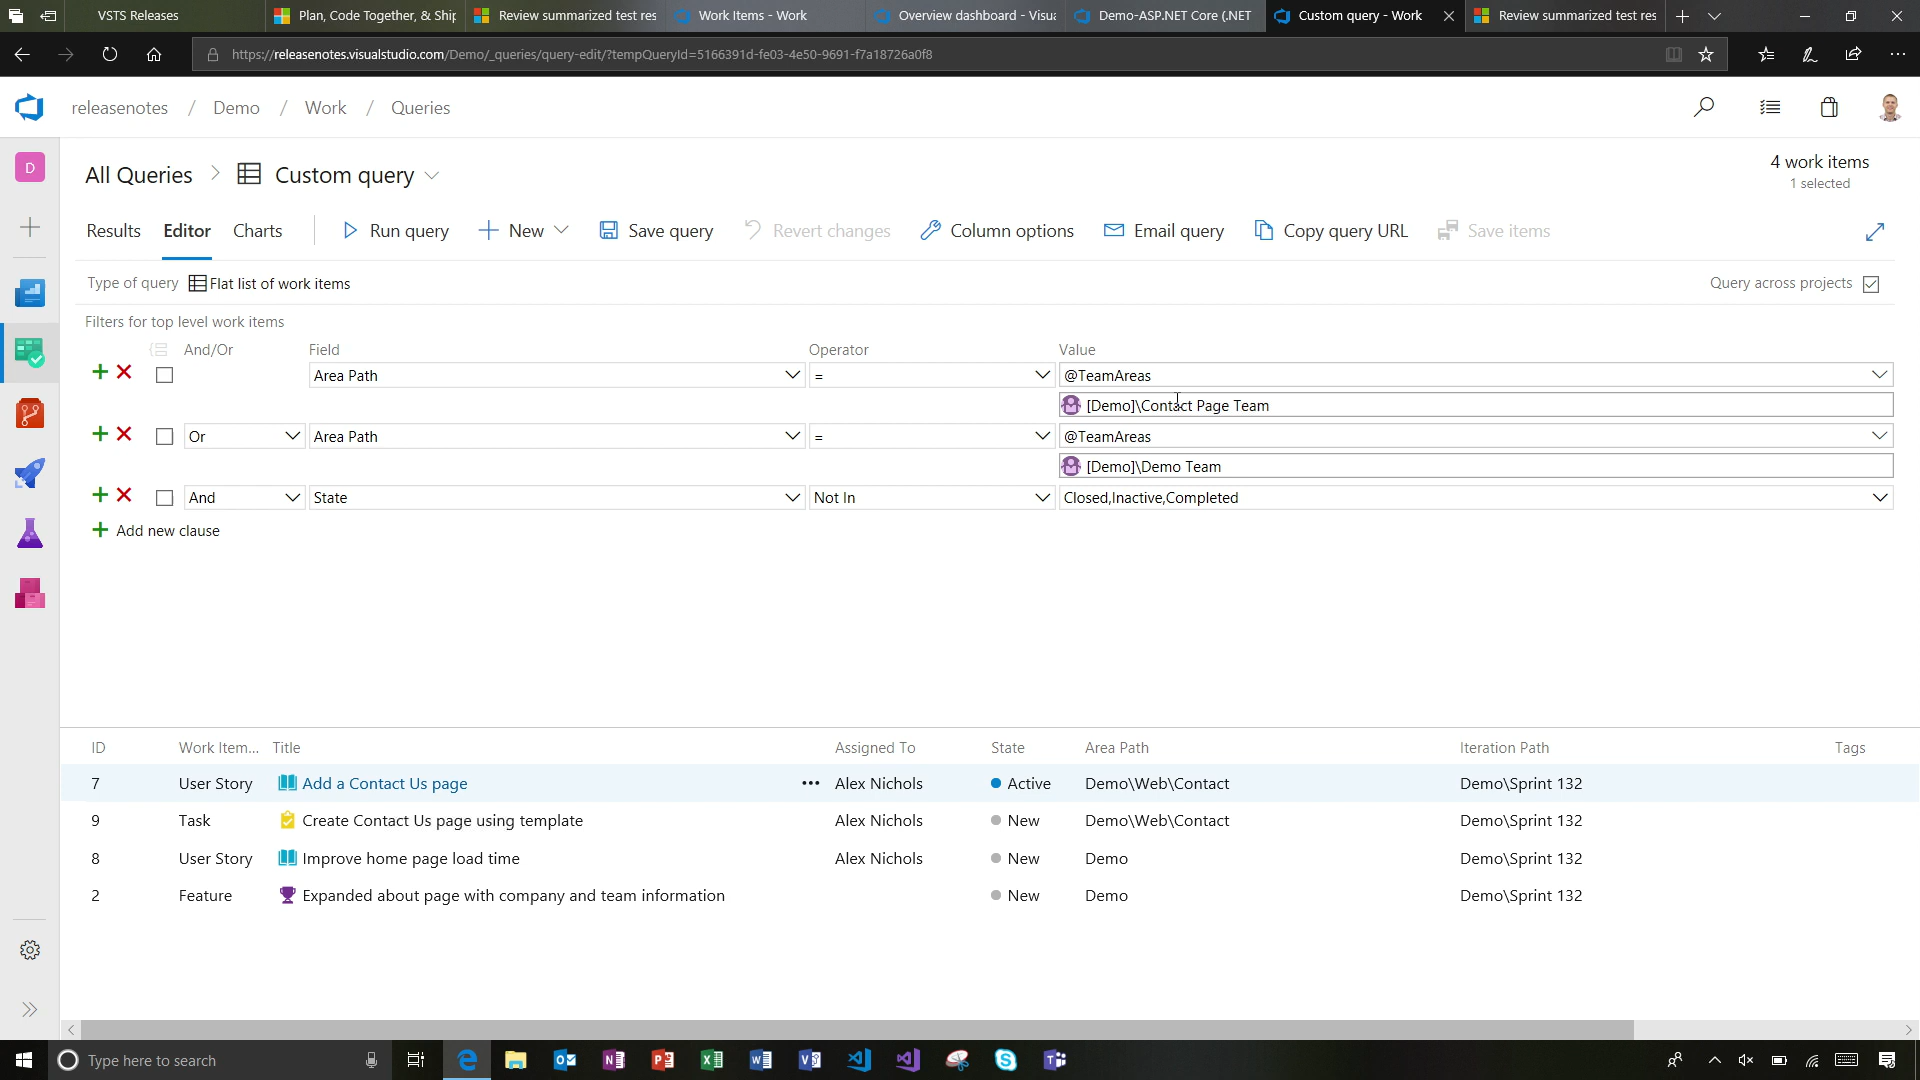 VSTS Releases
Plan, Code Together, & Ship
Review summarized test res
Work Items - Work
Overview dashboard - Visua
Demo-ASP.NET Core (.NET
Custom query - Work
Review summarized test res
https://releasenotes.visualstudio.com/Demo/_queries/query-edit/?tempQueryId=5166391d-fe03-4e50-9691-f7a18726a0f8
releasenotes / Demo / Work / Queries
D
All Queries > Custom query
4 work items
1 selected
Results Editor Charts Run query New Save query Revert changes Column options Email query Copy query URL Save items
Type of query Flat list of work items
Query across projects
Filters for top level work items
And/Or Field Operator Value
Area Path = @TeamAreas
[Demo]\Contact Page Team
Or Area Path = @TeamAreas
[Demo]\Demo Team
And State Not In Closed,Inactive,Completed
Add new clause
ID Work Item... Title Assigned To State Area Path Iteration Path Tags
7 User Story Add a Contact Us page ••• Alex Nichols Active Demo\Web\Contact Demo\Sprint 132
9 Task Create Contact Us page using template Alex Nichols New Demo\Web\Contact Demo\Sprint 132
8 User Story Improve home page load time Alex Nichols New Demo Demo\Sprint 132
2 Feature Expanded about page with company and team information New Demo Demo\Sprint 132
Type here to search